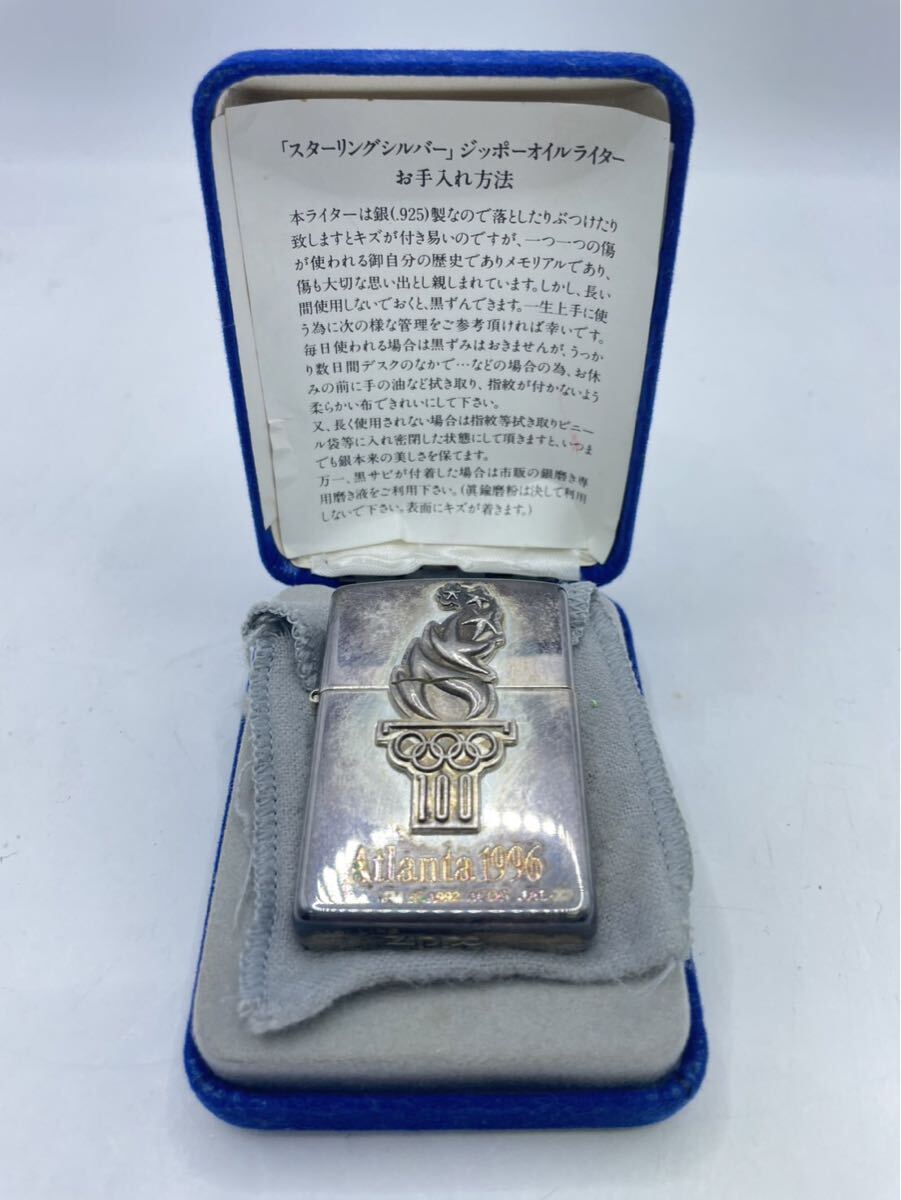 「スターリングシルバー」ジッポーオイルライター
お手入れ方法
本ライターは銀(.925)製なので落としたりぶつけたり
致しますとキズが付き易いのですが、一つ一つの傷
が使われる御自分の歴史でありメモリアルであり、
傷も大切な思い出とし親しまれています。しかし、長い
間使用しないでおくと、黒ずんできます。一生上手に使
う為に次の様な管理をご参考頂ければ幸いです。
毎日使われる場合は黒ずみはおきませんが、うっか
り数日間デスクのなかで…などの場合の為、お休
みの前に手の油など拭き取り、指紋が付かないよう
柔らかい布できれいにして下さい。
又、長く使用されない場合は指紋等拭き取りビニー
ル袋等に入れ密閉した状態にして頂きますと、いつま
でも銀本来の美しさを保てます。
万一、黒サビが付着した場合は市販の銀磨き専
用磨き液をご利用下さい。(眞鍮磨粉は決して利用
しないで下さい。表面にキズが着きます。)
100
Atlanta 1996
1992
Zippo